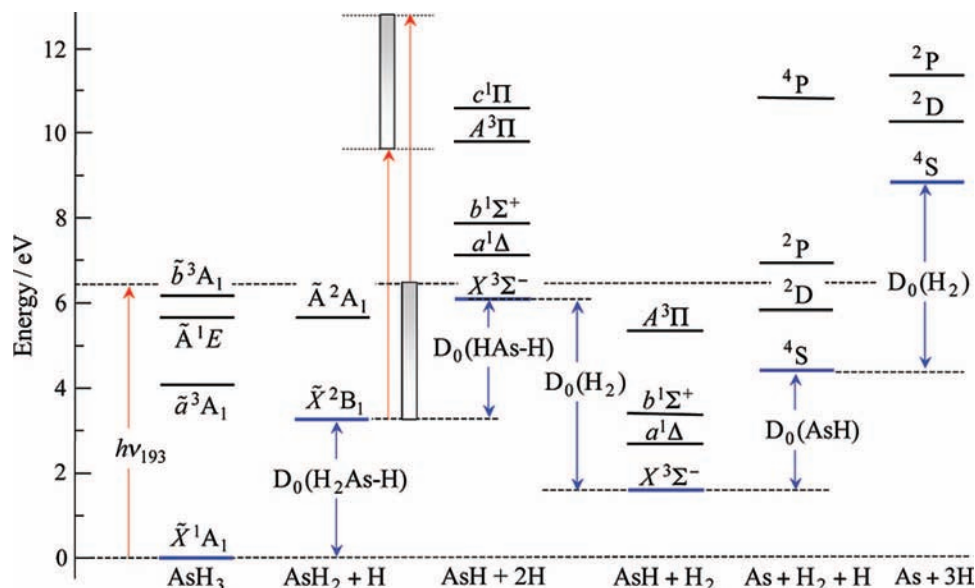 12
10
8
6
4
2
0
Energy / eV
hν₁₉₃
b̃ ³A₁
Ã ¹E
ã ³A₁
X̃ ¹A₁
AsH₃
Ã ²A₁
X̃ ²B₁
D₀(H₂As-H)
AsH₂ + H
c¹Π
A³Π
b¹Σ⁺
a¹Δ
X³Σ⁻
D₀(HAs-H)
AsH + 2H
D₀(H₂)
A³Π
b¹Σ⁺
a¹Δ
X³Σ⁻
AsH + H₂
⁴P
²P
²D
⁴S
D₀(AsH)
As + H₂ + H
²P
²D
⁴S
D₀(H₂)
As + 3H